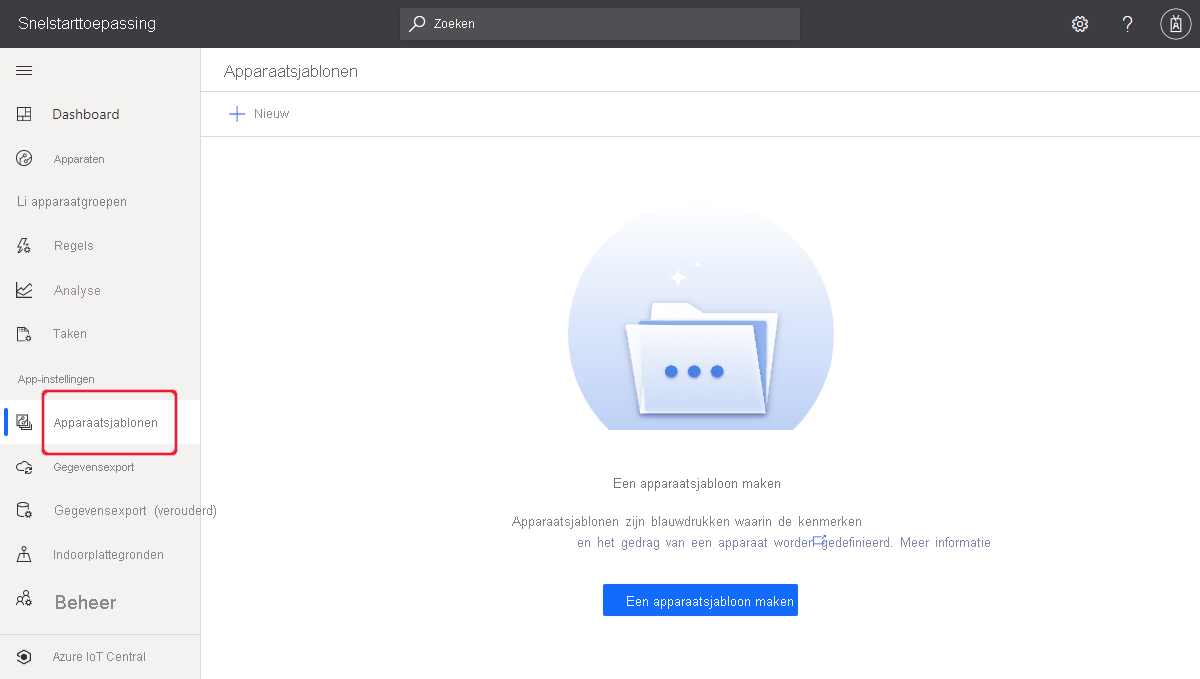 Snelstarttoepassing
Zoeken
?
Dashboard
Apparaten
Li apparaatgroepen
Regels
Analyse
Taken
App-instellingen
Apparaatsjablonen
Gegevensexport
Gegevensexport (verouderd)
Indoorplattegronden
Beheer
Azure IoT Central
Apparaatsjablonen
Nieuw
Een apparaatsjabloon maken
Apparaatsjablonen zijn blauwdrukken waarin de kenmerken
en het gedrag van een apparaat worden gedefinieerd. Meer informatie
Een apparaatsjabloon maken